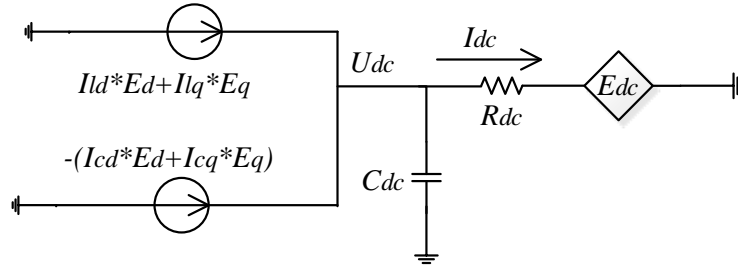 Ild*Ed+Ilq*Eq
-(Icd*Ed+Icq*Eq)
Udc
Idc
Rdc
Edc
Cdc